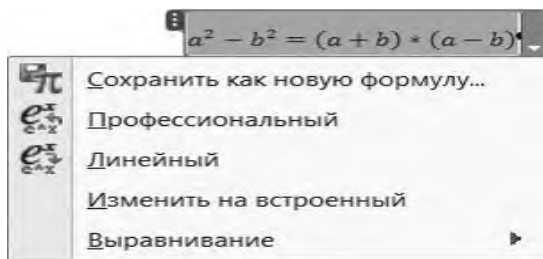 a² − b² = (a + b) ∗ (a − b)
Сохранить как новую формулу...
Профессиональный
Линейный
Изменить на встроенный
Выравнивание